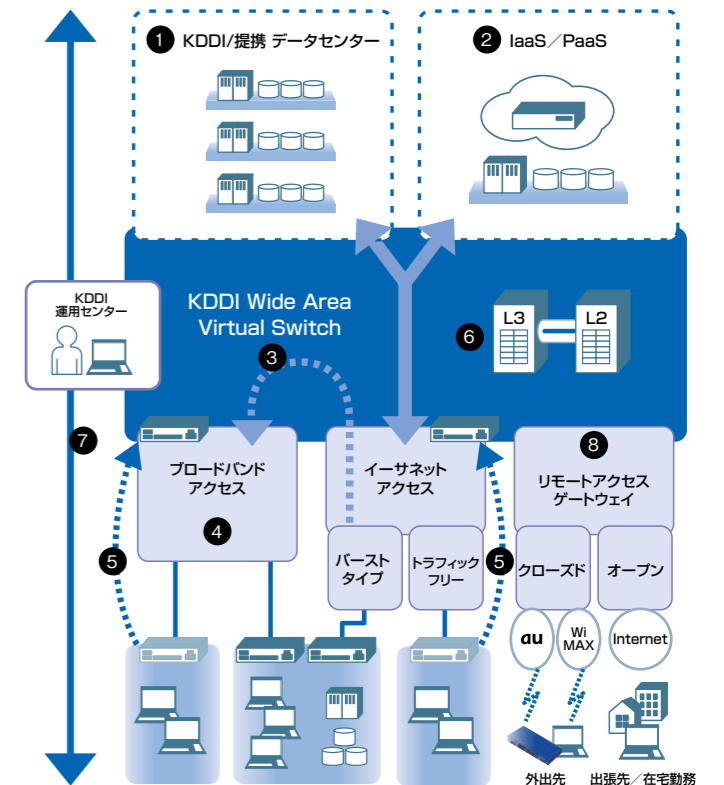 1 KDDI/提携 データセンター
2 IaaS／PaaS
KDDI
運用センター
KDDI Wide Area
Virtual Switch
3
L3
L2
6
7
8
ブロードバンド
アクセス
4
イーサネット
アクセス
リモートアクセス
ゲートウェイ
5
バースト
タイプ
トラフィック
フリー
5
クローズド
オープン
au
Wi
MAX
Internet
外出先
出張先／在宅勤務